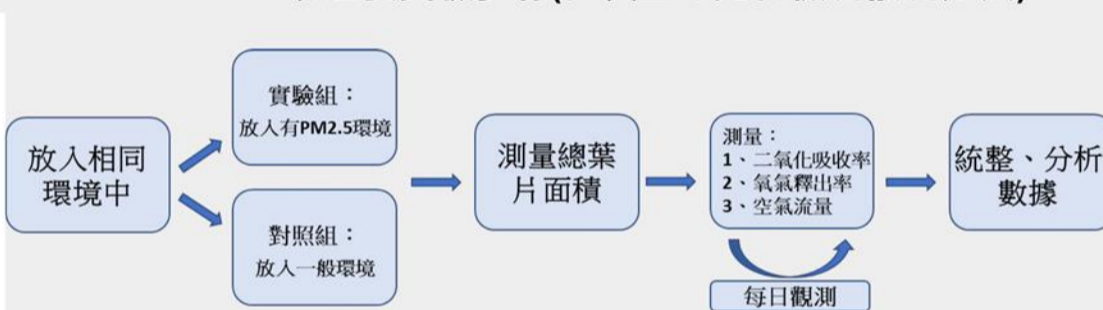 放入相同
環境中
實驗組：
放入有PM2.5環境
對照組：
放入一般環境
測量總葉
片面積
測量：
1、二氧化吸收率
2、氧氣釋出率
3、空氣流量
每日觀測
統整、分析
數據